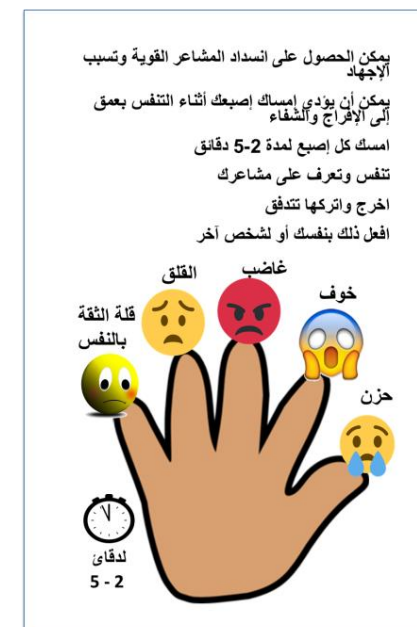 يمكن الحصول على انسداد المشاعر القوية وتسبب
الإجهاد
يمكن أن يؤدي إمساك إصبعك أثناء التنفس بعمق
إلى الإفراج والشفاء
امسك كل إصبع لمدة 2-5 دقائق
تنفس وتعرف على مشاعرك
اخرج واتركها تتدفق
افعل ذلك بنفسك أو لشخص آخر
غاضب
القلق
خوف
قلة الثقة
بالنفس
حزن
لدقائ
5 - 2